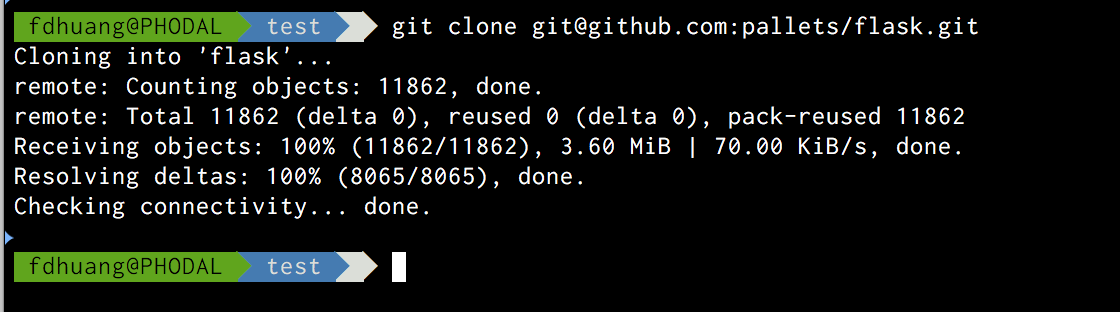 fdhuang@PHODAL test git clone git@github.com:pallets/flask.git
Cloning into 'flask'...
remote: Counting objects: 11862, done.
remote: Total 11862 (delta 0), reused 0 (delta 0), pack-reused 11862
Receiving objects: 100% (11862/11862), 3.60 MiB | 70.00 KiB/s, done.
Resolving deltas: 100% (8065/8065), done.
Checking connectivity... done.
fdhuang@PHODAL test